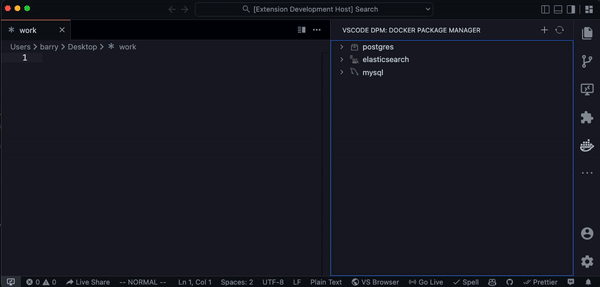 [Extension Development Host] Search
work
VSCODE DPM: DOCKER PACKAGE MANAGER
Users > barry > Desktop > work
1
postgres
elasticsearch
mysql
0 0 Live Share -- NORMAL -- Ln 1, Col 1 Spaces: 2 UTF-8 LF Plain Text VS Browser Go Live Spell Prettier